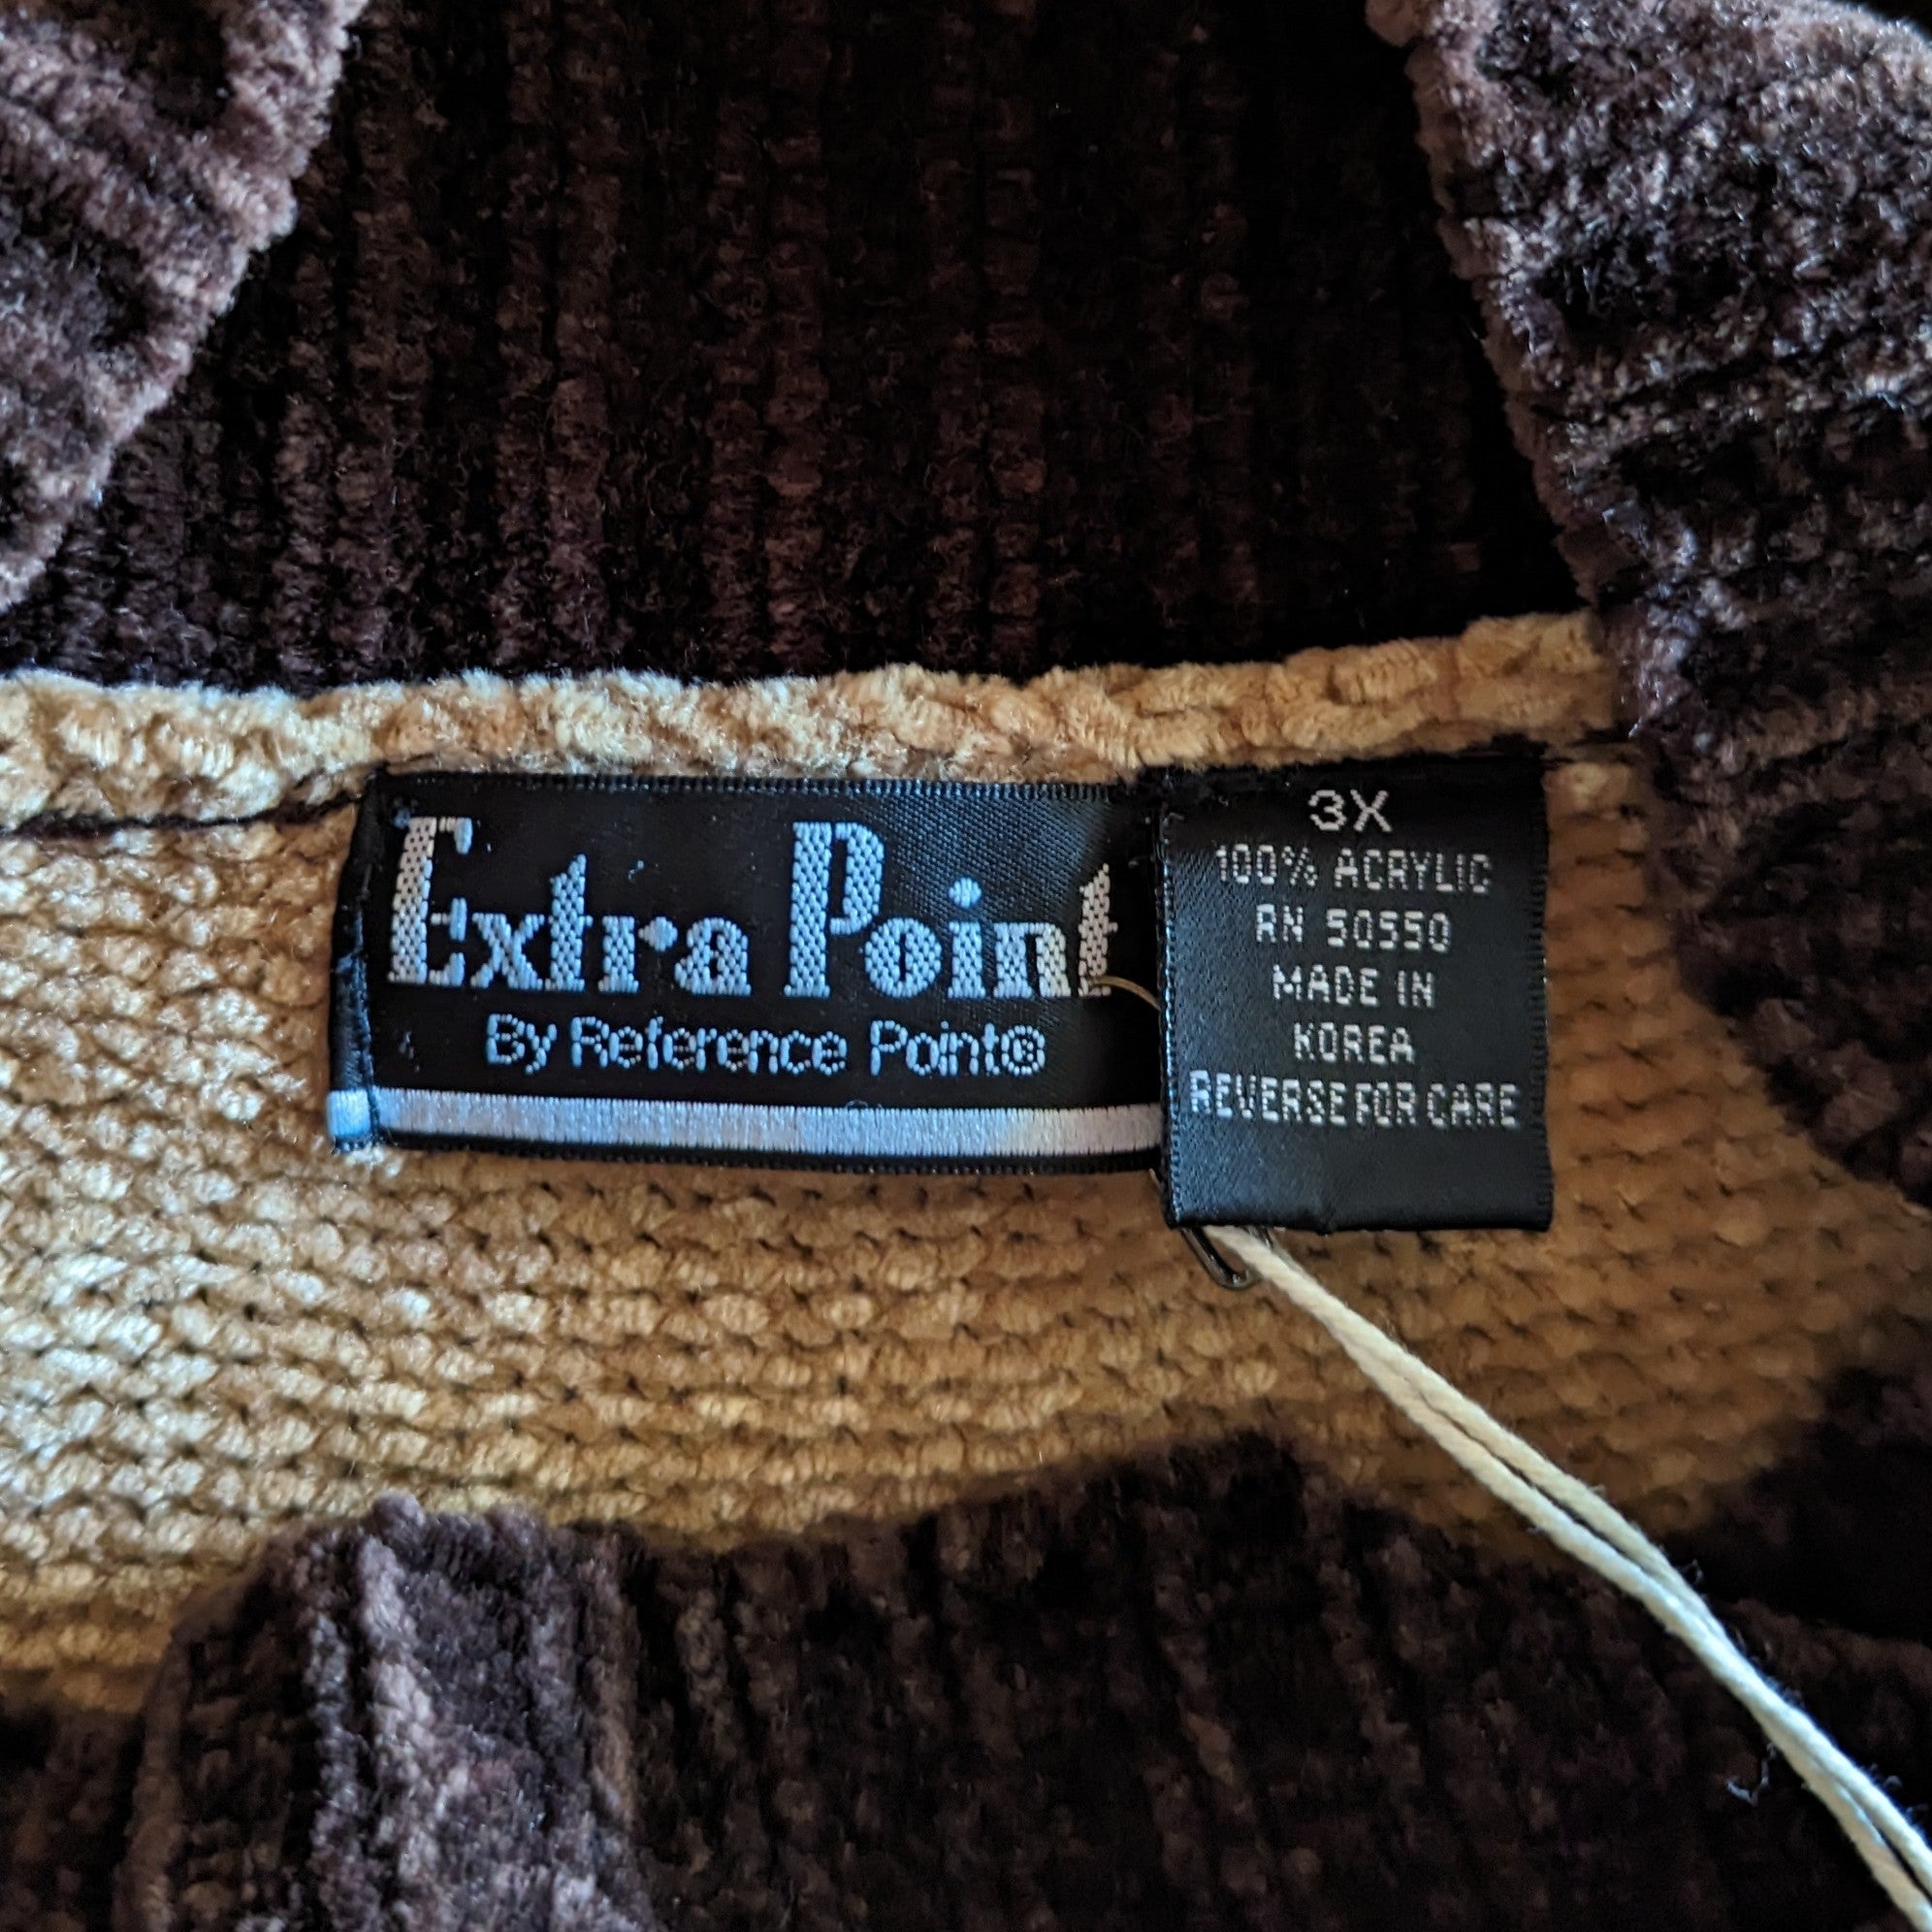 Extra Point
By Reference Point®
3X
100% ACRYLIC
RN 50550
MADE IN
KOREA
REVERSE FOR CARE